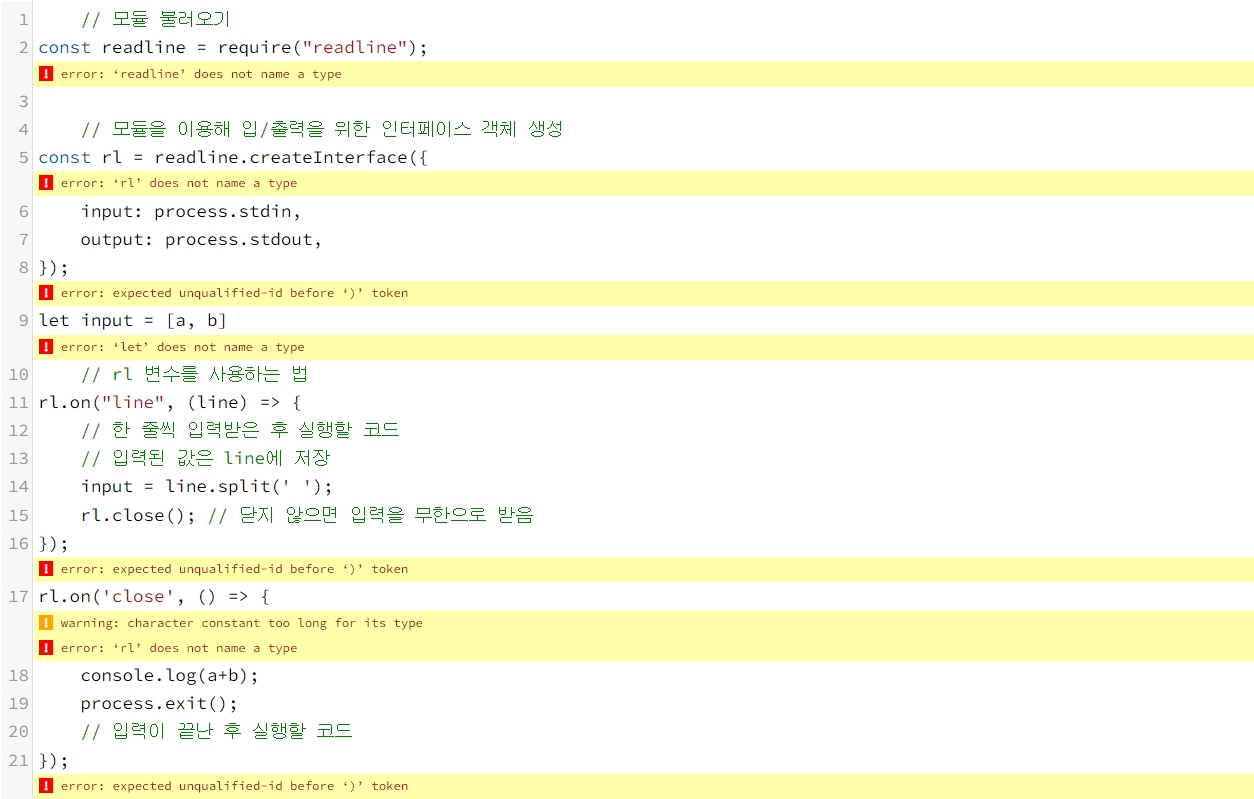 1 // 모듈 불러오기
2 const readline = require("readline");
! error: ‘readline’ does not name a type
3
4 // 모듈을 이용해 입/출력을 위한 인터페이스 객체 생성
5 const rl = readline.createInterface({
! error: ‘rl’ does not name a type
6 input: process.stdin,
7 output: process.stdout,
8 });
! error: expected unqualified-id before ‘)’ token
9 let input = [a, b]
! error: ‘let’ does not name a type
10 // rl 변수를 사용하는 법
11 rl.on("line", (line) => {
12 // 한 줄씩 입력받은 후 실행할 코드
13 // 입력된 값은 line에 저장
14 input = line.split(' ');
15 rl.close(); // 닫지 않으면 입력을 무한으로 받음
16 });
! error: expected unqualified-id before ‘)’ token
17 rl.on('close', () => {
! warning: character constant too long for its type
! error: ‘rl’ does not name a type
18 console.log(a+b);
19 process.exit();
20 // 입력이 끝난 후 실행할 코드
21 });
! error: expected unqualified-id before ‘)’ token